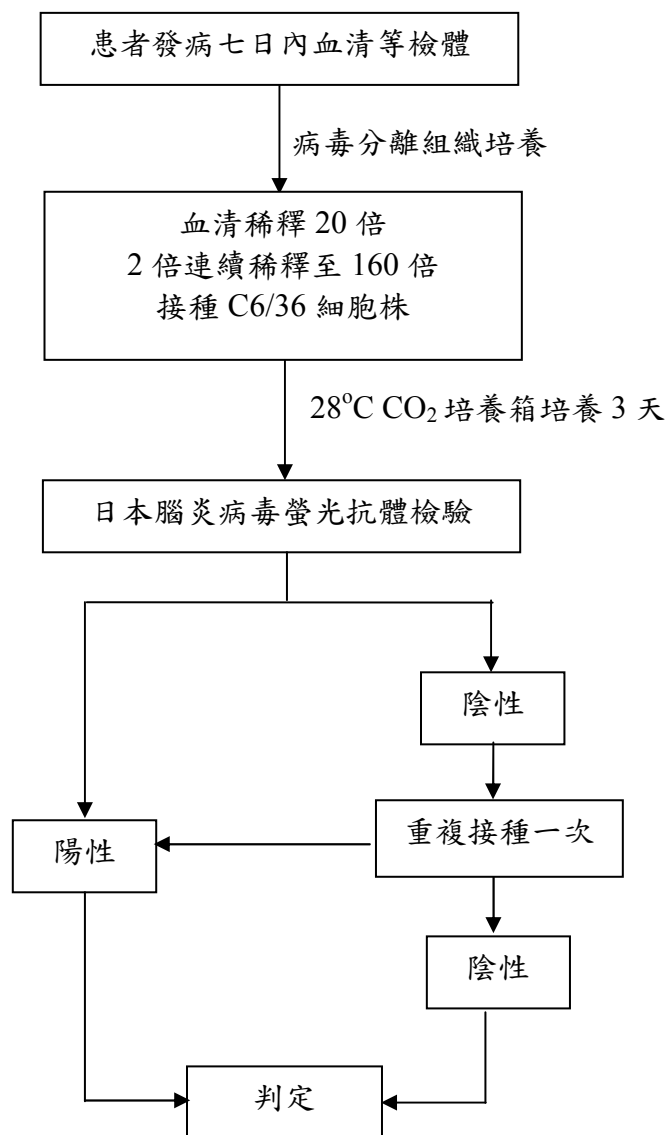 患者發病七日內血清等檢體
病毒分離組織培養
血清稀釋 20 倍
2 倍連續稀釋至 160 倍
接種 C6/36 細胞株
28°C CO₂ 培養箱培養 3 天
日本腦炎病毒螢光抗體檢驗
陰性
陽性
重複接種一次
陰性
判定